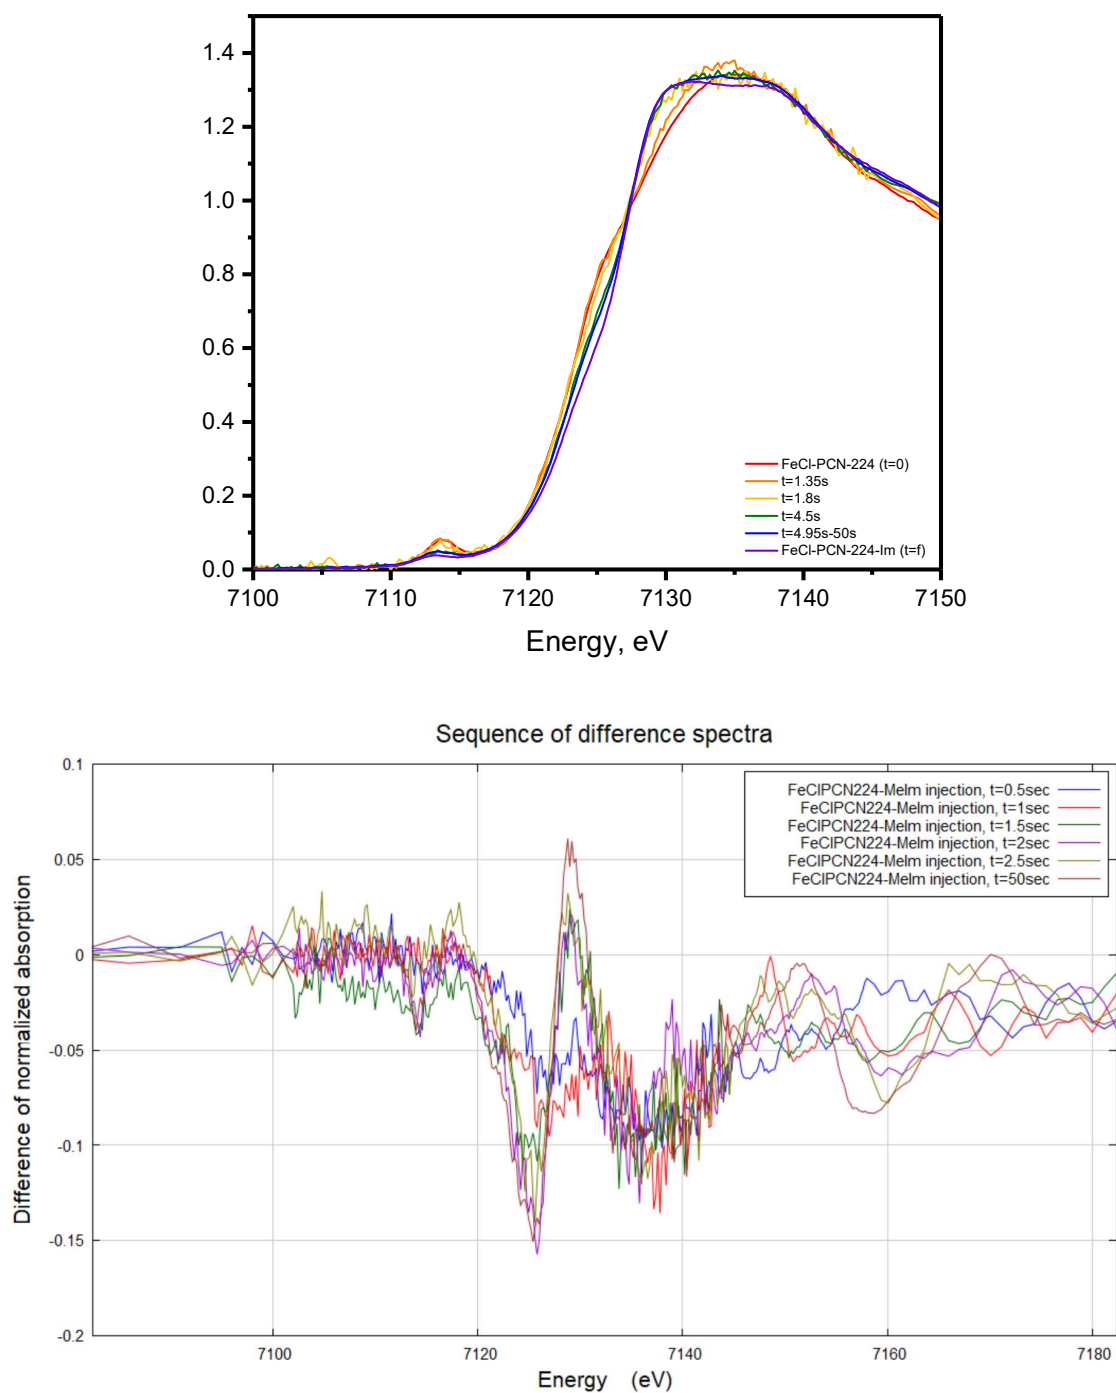 1.4
1.2
1.0
0.8
0.6
0.4
0.2
0.0
FeCl-PCN-224 (t=0)
t=1.35s
t=1.8s
t=4.5s
t=4.95s-50s
FeCl-PCN-224-Im (t=f)
7100 7110 7120 7130 7140 7150
Energy, eV
Sequence of difference spectra
0.1
0.05
0
-0.05
-0.1
-0.15
-0.2
Difference of normalized absorption
FeClPCN224-MeIm injection, t=0.5sec
FeClPCN224-MeIm injection, t=1sec
FeClPCN224-MeIm injection, t=1.5sec
FeClPCN224-MeIm injection, t=2sec
FeClPCN224-MeIm injection, t=2.5sec
FeClPCN224-MeIm injection, t=50sec
7100 7120 7140 7160 7180
Energy (eV)